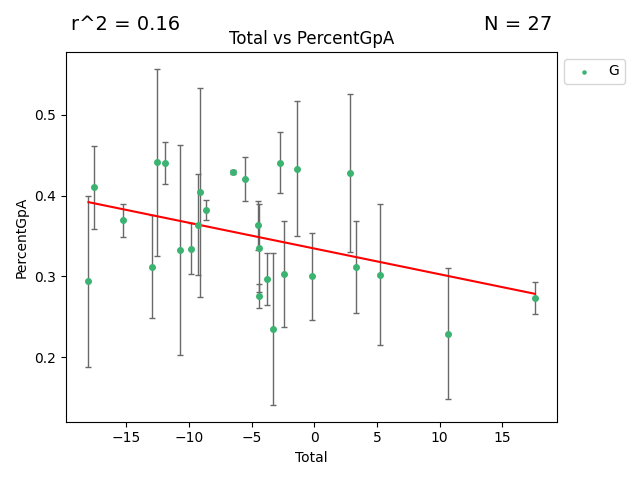 r^2 = 0.16
N = 27
Total vs PercentGpA
G
PercentGpA
0.5
0.4
0.3
0.2
−15
−10
−5
0
5
10
15
Total